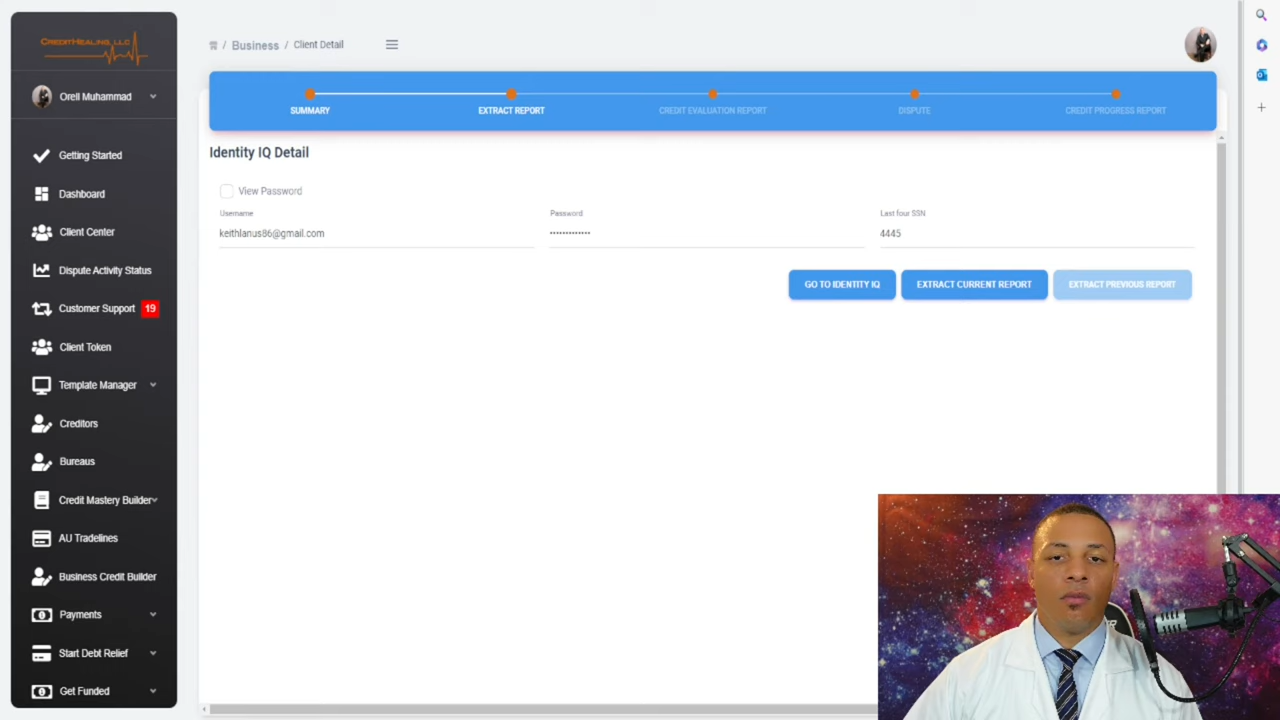 CREDITHEALING, LLC
Orell Muhammad
Getting Started
Dashboard
Client Center
Dispute Activity Status
Customer Support 19
Client Token
Template Manager
Creditors
Bureaus
Credit Mastery Builder
AU Tradelines
Business Credit Builder
Payments
Start Debt Relief
Get Funded
/ Business / Client Detail
SUMMARY EXTRACT REPORT CREDIT EVALUATION REPORT DISPUTE CREDIT PROGRESS REPORT
Identity IQ Detail
View Password
Username Password Last four SSN
keithlanus86@gmail.com ············· 4445
GO TO IDENTITY IQ EXTRACT CURRENT REPORT EXTRACT PREVIOUS REPORT